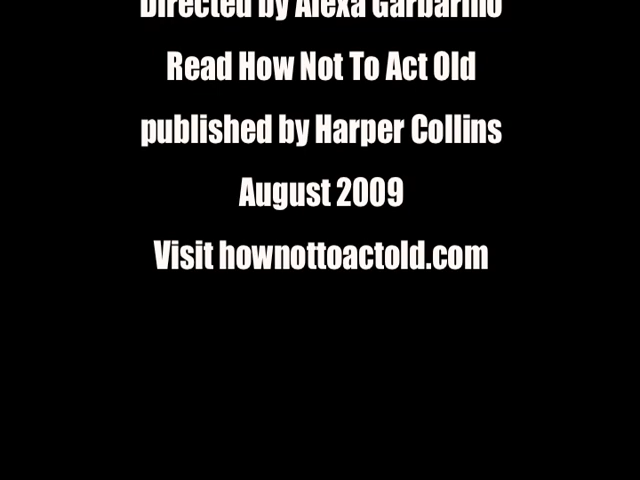 Directed by Alexa Garbarino
Read How Not To Act Old
published by Harper Collins
August 2009
Visit hownottoactold.com